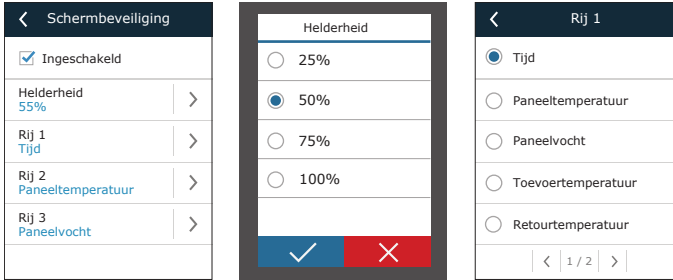 Schermbeveiliging
Ingeschakeld
Helderheid
55%
Rij 1
Tijd
Rij 2
Paneeltemperatuur
Rij 3
Paneelvocht
Helderheid
25%
50%
75%
100%
Rij 1
Tijd
Paneeltemperatuur
Paneelvocht
Toevoertemperatuur
Retourtemperatuur
1 / 2